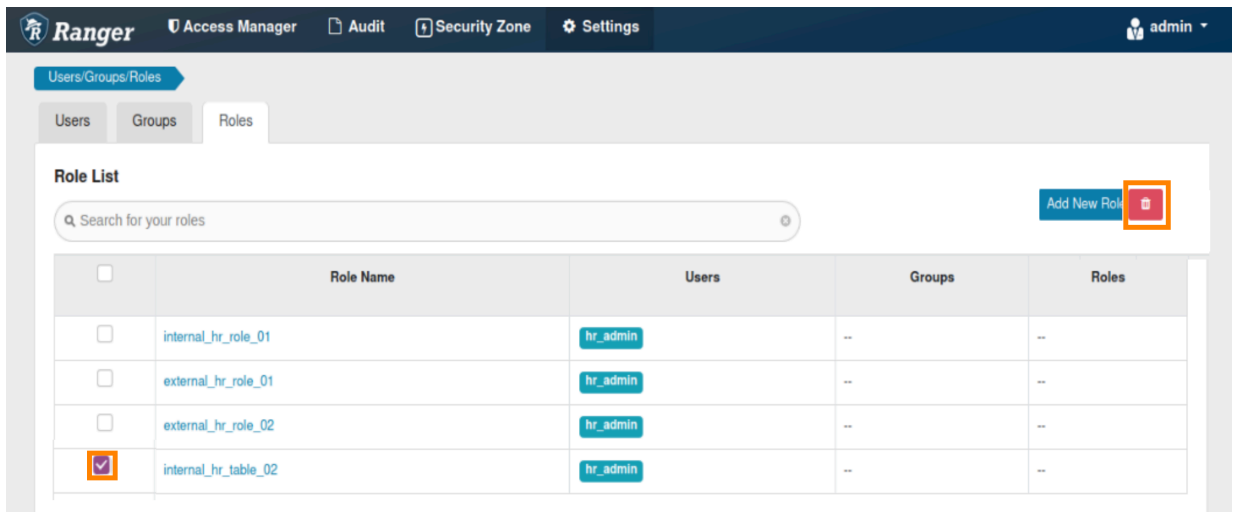 Ranger Access Manager Audit Security Zone Settings admin
Users/Groups/Roles
Users Groups Roles
Role List
Search for your roles
Add New Role
Role Name Users Groups Roles
internal_hr_role_01 hr_admin -- --
external_hr_role_01 hr_admin -- --
external_hr_role_02 hr_admin -- --
internal_hr_table_02 hr_admin -- --